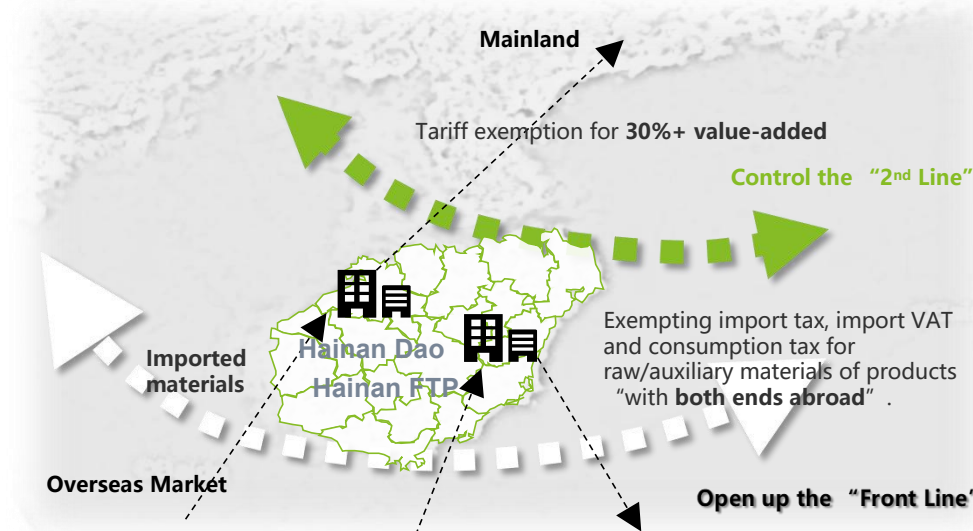 Mainland
Tariff exemption for 30%+ value-added
Control the “2nd Line”
Hainan Dao
Hainan FTP
Imported
materials
Exempting import tax, import VAT
and consumption tax for
raw/auxiliary materials of products
“with both ends abroad” .
Overseas Market
Open up the “Front Line”